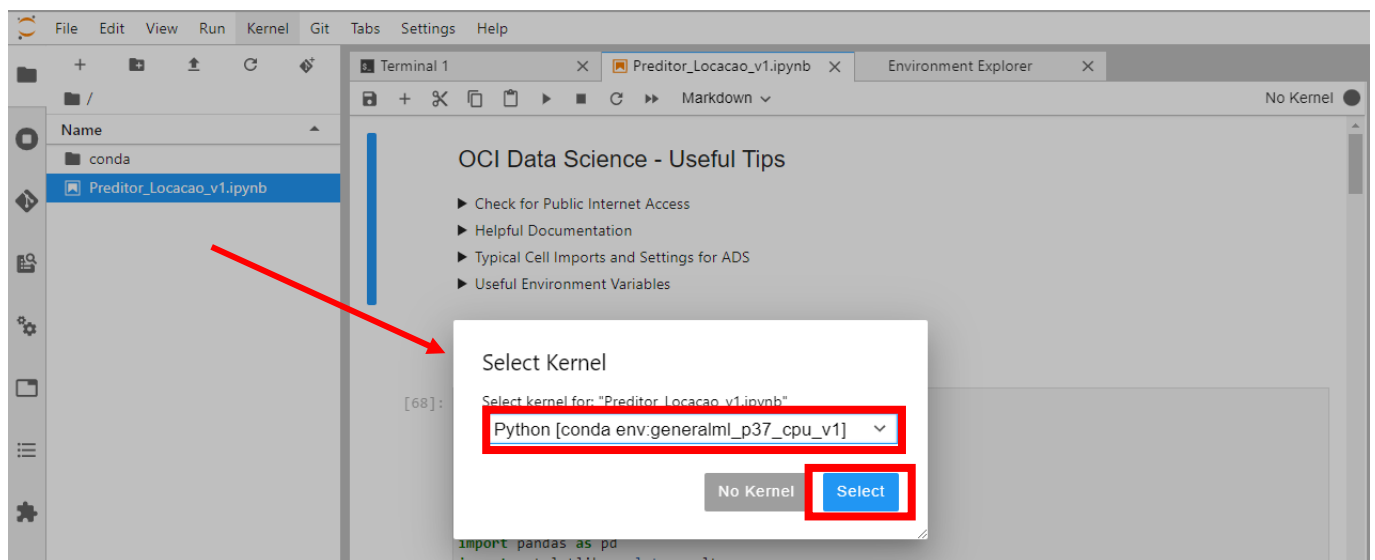 File Edit View Run Kernel Git Tabs Settings Help
Terminal 1 Preditor_Locacao_v1.ipynb Environment Explorer
/ Markdown No Kernel
Name
conda
Preditor_Locacao_v1.ipynb
OCI Data Science - Useful Tips
Check for Public Internet Access
Helpful Documentation
Typical Cell Imports and Settings for ADS
Useful Environment Variables
Select Kernel
[68]: Select kernel for: "Preditor_Locacao_v1.ipynb"
Python [conda env:generalml_p37_cpu_v1]
No Kernel Select
import pandas as pd